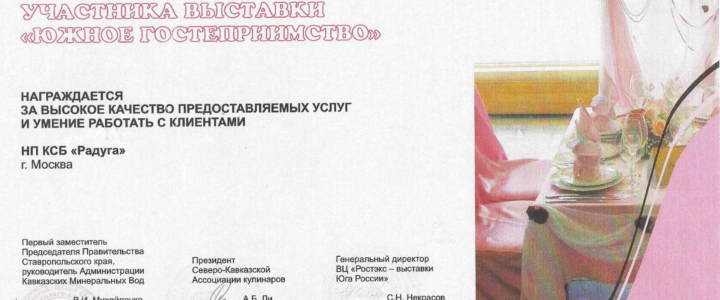 УЧАСТНИКА ВЫСТАВКИ
«ЮЖНОЕ ГОСТЕПРИИМСТВО»
НАГРАЖДАЕТСЯ
ЗА ВЫСОКОЕ КАЧЕСТВО ПРЕДОСТАВЛЯЕМЫХ УСЛУГ
И УМЕНИЕ РАБОТАТЬ С КЛИЕНТАМИ
НП КСБ «Радуга»
г. Москва
Первый заместитель
Председателя Правительства
Ставропольского края,
руководитель Администрации
Кавказских Минеральных Вод
В.И. Михайленко
Президент
Северо-Кавказской
Ассоциации кулинаров
А.Б. Ли
Генеральный директор
ВЦ «Ростэкс – выставки
Юга России»
С.Н. Некрасов